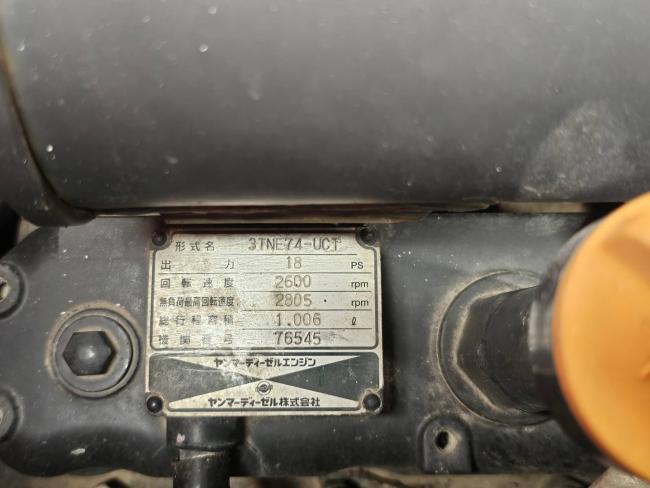 形式名 3TNE74-UCT
出力 18 PS
回転速度 2600 rpm
無負荷最高回転速度 2805 rpm
総行程容積 1.006 ℓ
機関番号 76545
ヤンマーディーゼルエンジン
ヤンマーディーゼル株式会社